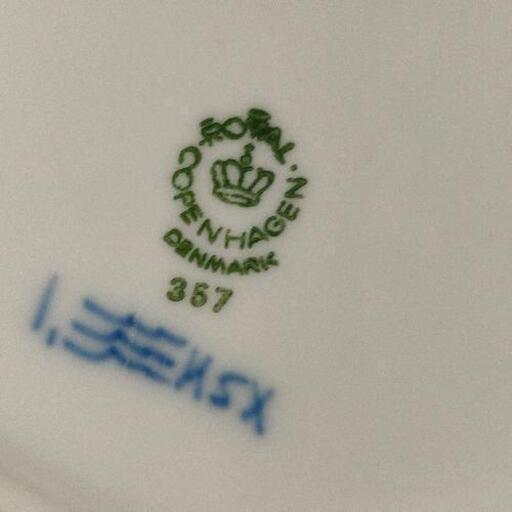 ROYAL
COPENHAGEN
DENMARK
357